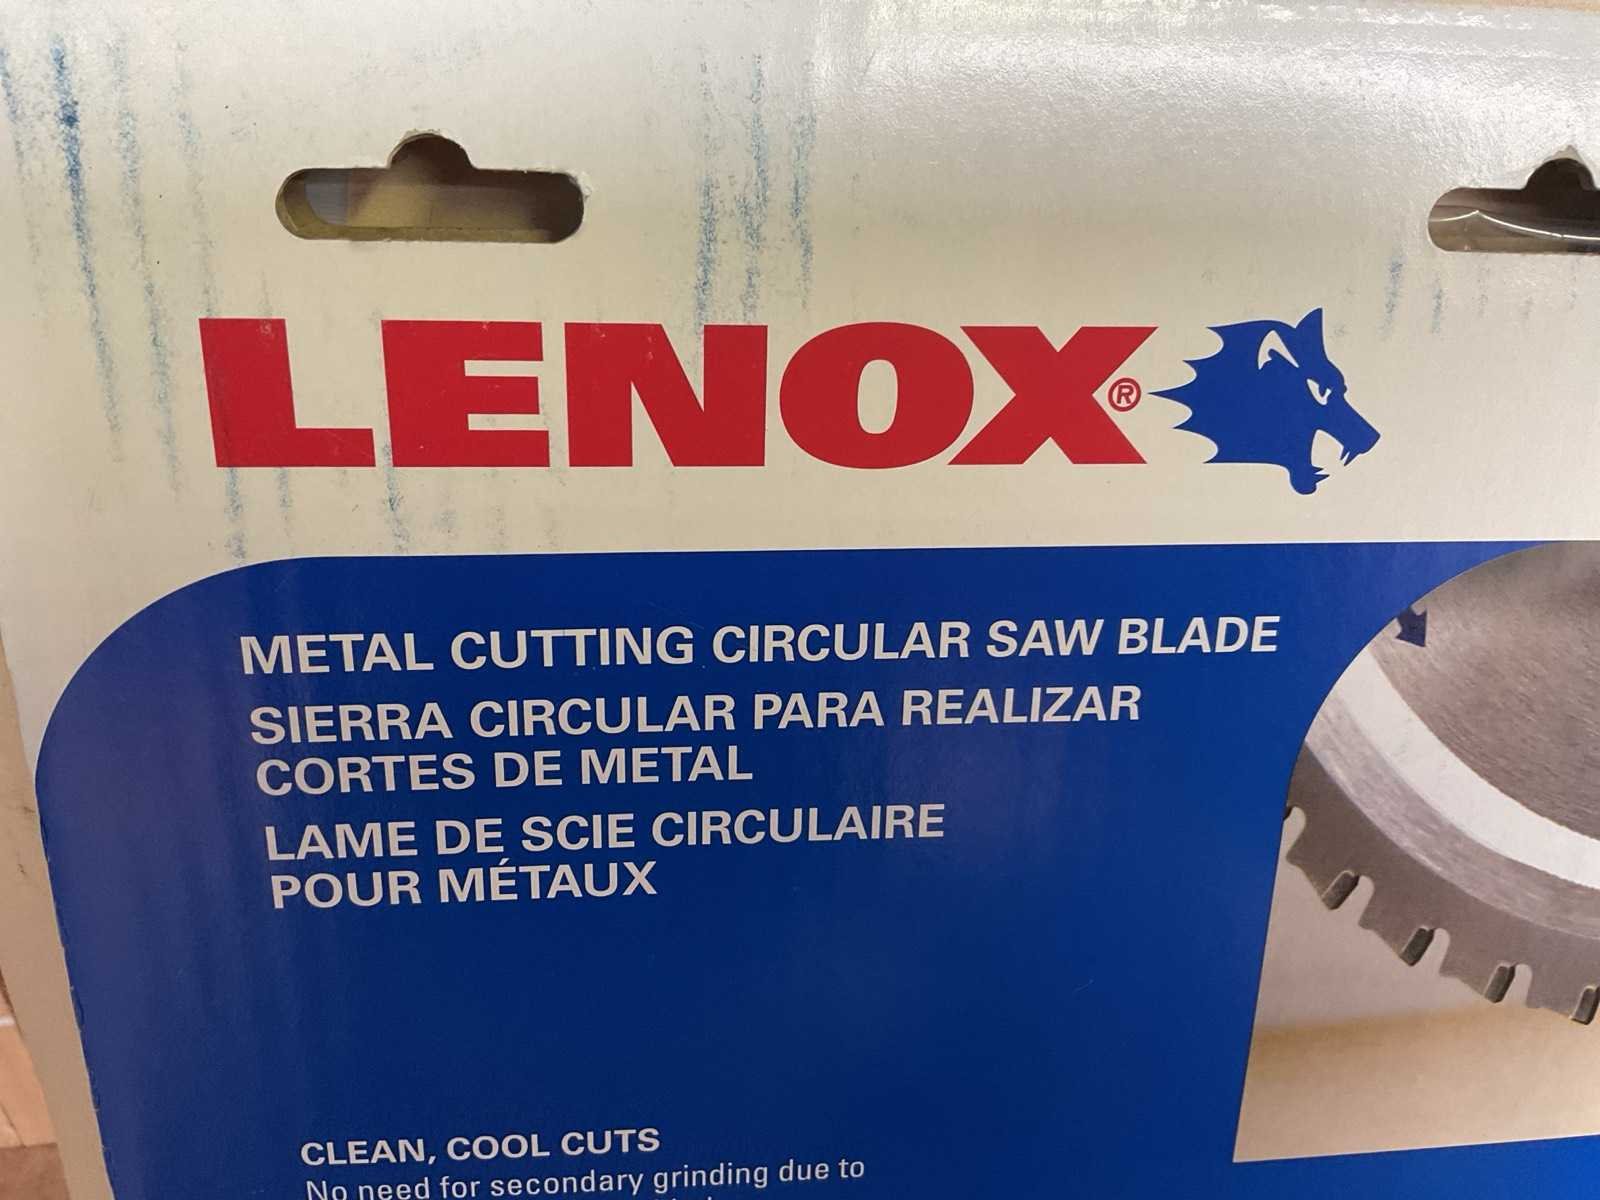 LENOX®
METAL CUTTING CIRCULAR SAW BLADE
SIERRA CIRCULAR PARA REALIZAR
CORTES DE METAL
LAME DE SCIE CIRCULAIRE
POUR MÉTAUX
CLEAN, COOL CUTS
No need for secondary grinding due to